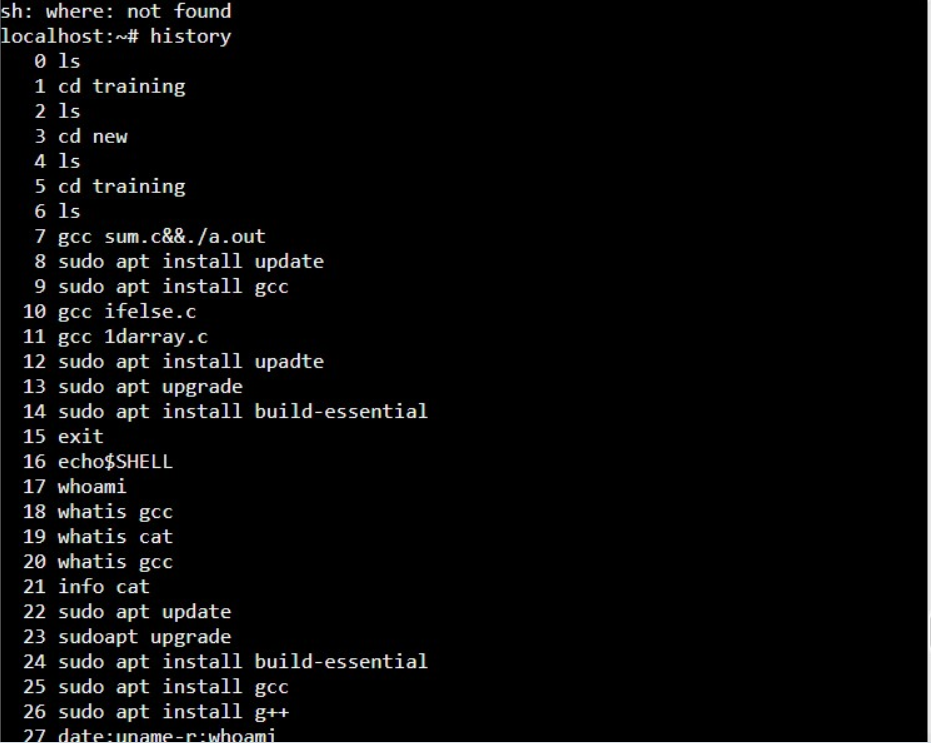 sh: where: not found
localhost:~# history
0 ls
1 cd training
2 ls
3 cd new
4 ls
5 cd training
6 ls
7 gcc sum.c&&./a.out
8 sudo apt install update
9 sudo apt install gcc
10 gcc ifelse.c
11 gcc 1darray.c
12 sudo apt install upadte
13 sudo apt upgrade
14 sudo apt install build-essential
15 exit
16 echo$SHELL
17 whoami
18 whatis gcc
19 whatis cat
20 whatis gcc
21 info cat
22 sudo apt update
23 sudoapt upgrade
24 sudo apt install build-essential
25 sudo apt install gcc
26 sudo apt install g++
27 date;uname-r;whoami